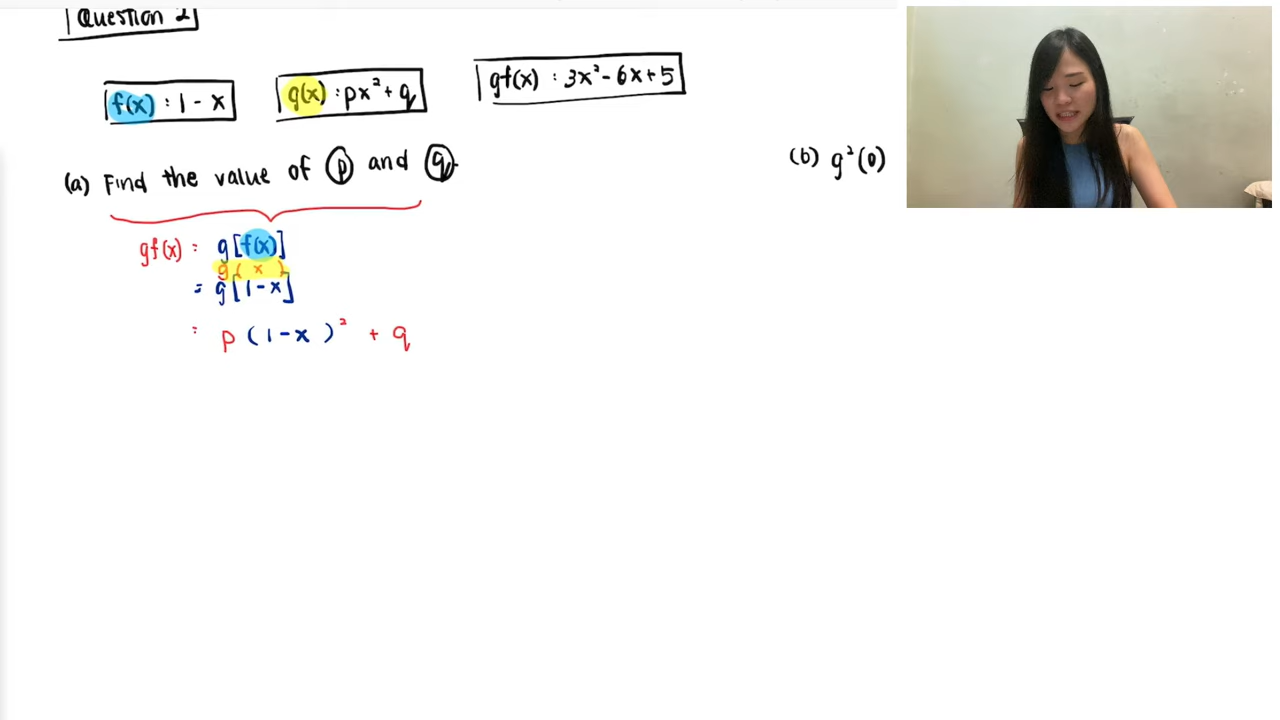 Question 2
f(x) : 1 - x
g(x) : px² + q
gf(x) : 3x² - 6x + 5
(a) Find the value of p and q.
(b) g²(0)
gf(x) = g[f(x)]
g( x )
= g[1-x]
= p(1-x)² + q